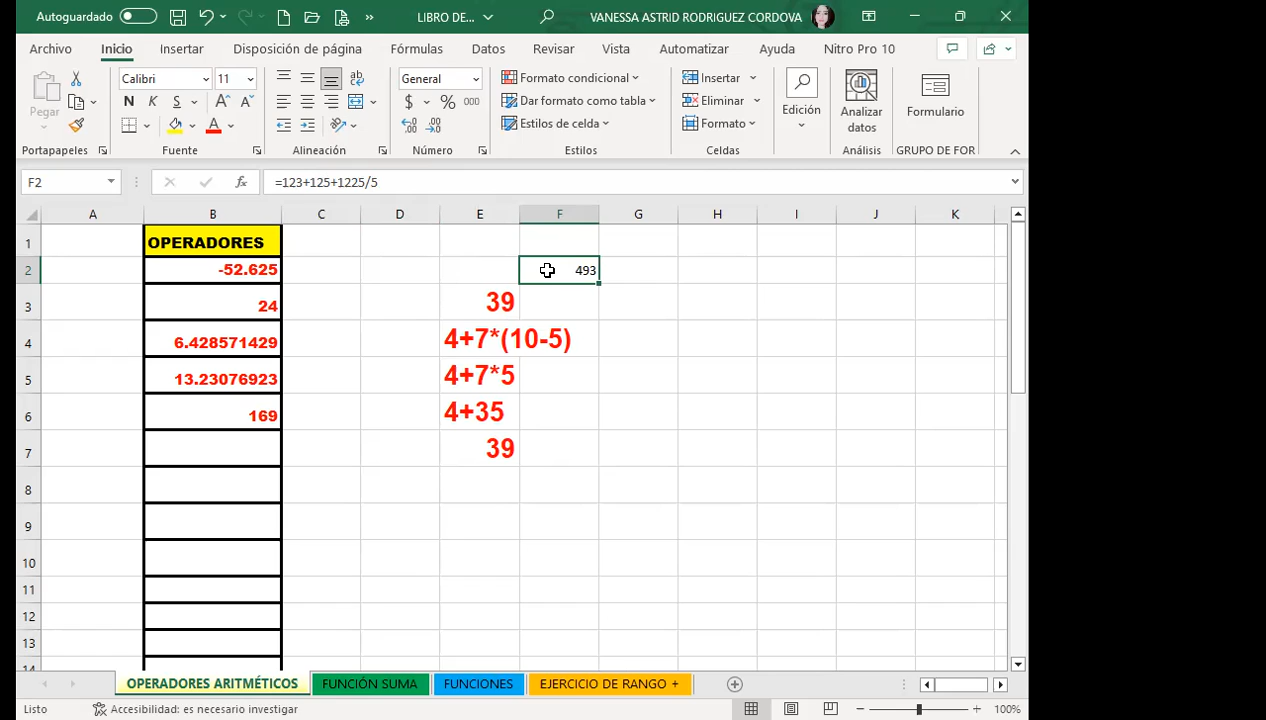 Autoguardado
LIBRO DE...
VANESSA ASTRID RODRIGUEZ CORDOVA
Archivo Inicio Insertar Disposición de página Fórmulas Datos Revisar Vista Automatizar Ayuda Nitro Pro 10
Pegar
Calibri 11
N K S
General
$ % 000
Formato condicional
Dar formato como tabla
Estilos de celda
Insertar
Eliminar
Formato
Edición
Analizar datos
Formulario
Portapapeles Fuente Alineación Número Estilos Celdas Análisis GRUPO DE FOR
F2 fx =123+125+1225/5
A B C D E F G H I J K
1 OPERADORES
2 -52.625 493
3 24 39
4 6.428571429 4+7*(10-5)
5 13.23076923 4+7*5
6 169 4+35
7 39
8
9
10
11
12
13
14
OPERADORES ARITMÉTICOS FUNCIÓN SUMA FUNCIONES EJERCICIO DE RANGO +
Listo Accesibilidad: es necesario investigar 100%